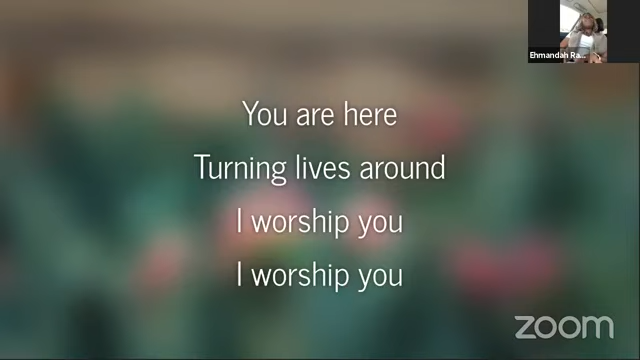 Ehmandah Ra...
You are here
Turning lives around
I worship you
I worship you
zoom